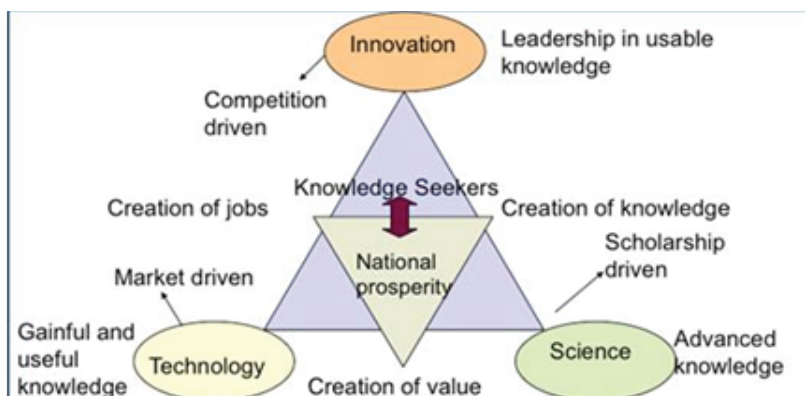 Innovation
Leadership in usable
knowledge
Competition
driven
Knowledge Seekers
Creation of jobs
Creation of knowledge
Scholarship
driven
National
prosperity
Market driven
Gainful and
useful
knowledge
Technology
Science
Advanced
knowledge
Creation of value